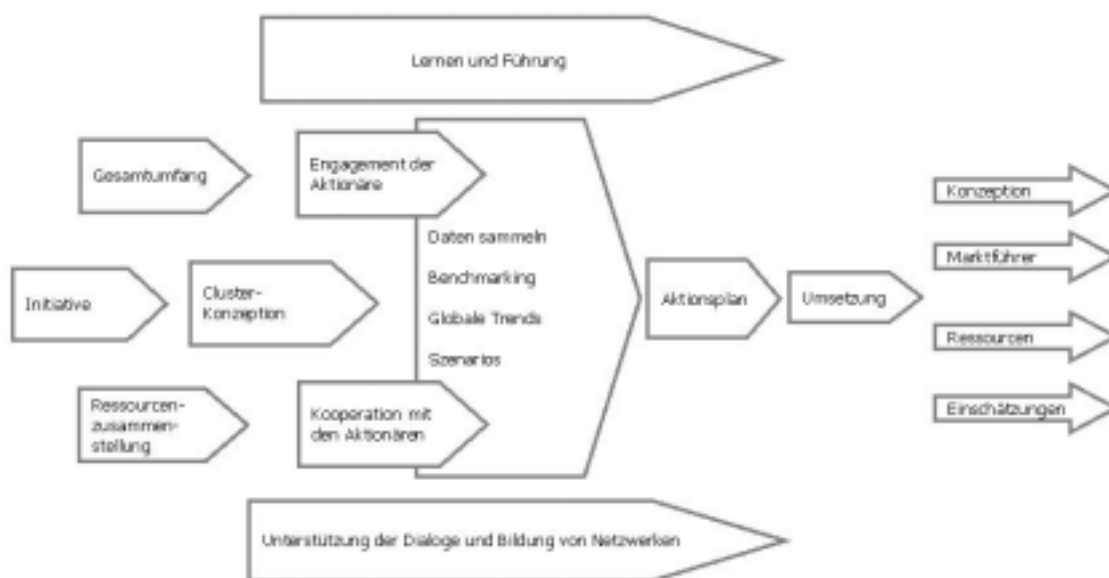 Lernen und Führung
Gesamtumfang
Engagement der
Aktionäre
Daten sammeln
Benchmarking
Globale Trends
Szenarios
Initiative
Cluster-
Konzeption
Ressourcen-
zusammen-
stellung
Kooperation mit
den Aktionären
Aktionsplan
Umsetzung
Konzeption
Marktführer
Ressourcen
Einschätzungen
Unterstützung der Dialoge und Bildung von Netzwerken